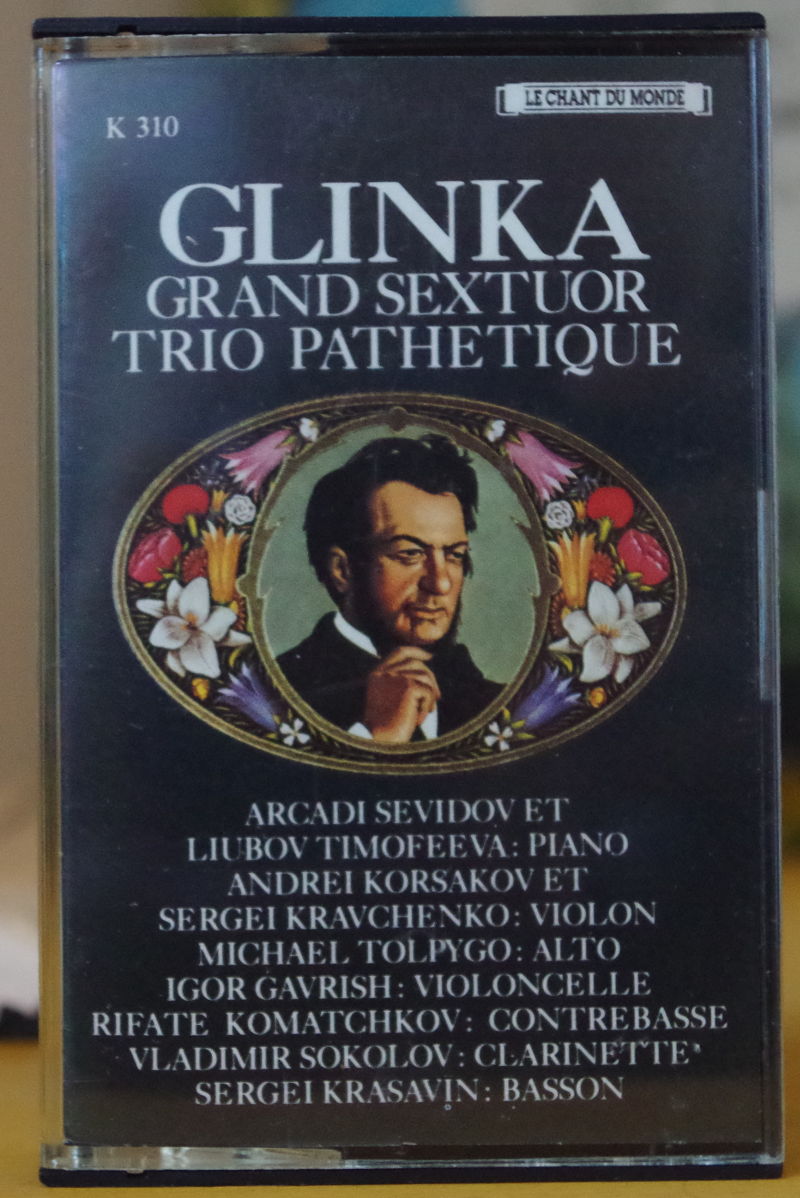 K 310
LE CHANT DU MONDE
GLINKA
GRAND SEXTUOR
TRIO PATHETIQUE
ARCADI SEVIDOV ET
LIUBOV TIMOFEEVA: PIANO
ANDREI KORSAKOV ET
SERGEI KRAVCHENKO: VIOLON
MICHAEL TOLPYGO: ALTO
IGOR GAVRISH: VIOLONCELLE
RIFATE KOMATCHKOV: CONTREBASSE
VLADIMIR SOKOLOV: CLARINETTE
SERGEI KRASAVIN: BASSON